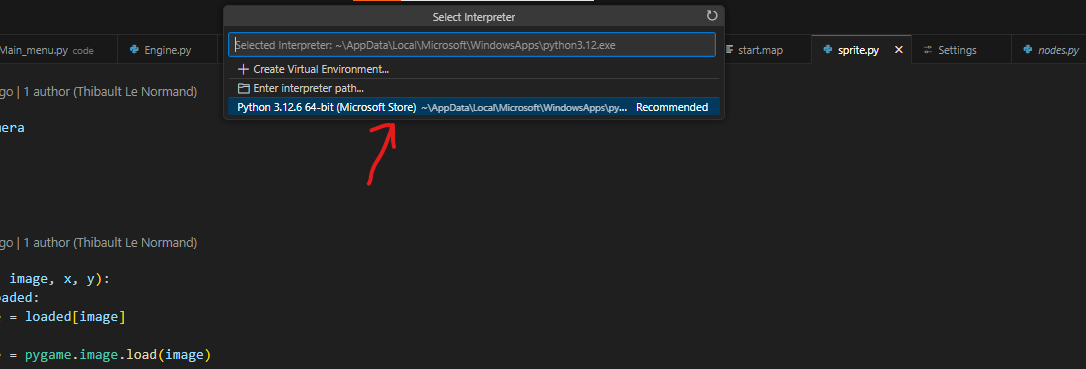 Select Interpreter
Selected Interpreter: ~\AppData\Local\Microsoft\WindowsApps\python3.12.exe
+ Create Virtual Environment...
Enter interpreter path...
Python 3.12.6 64-bit (Microsoft Store) ~\AppData\Local\Microsoft\WindowsApps\py... Recommended
Main_menu.py code
Engine.py
start.map
sprite.py
Settings
nodes.py
go | 1 author (Thibault Le Normand)
go | 1 author (Thibault Le Normand)
image, x, y):
= loaded[image]
= pygame.image.load(image)